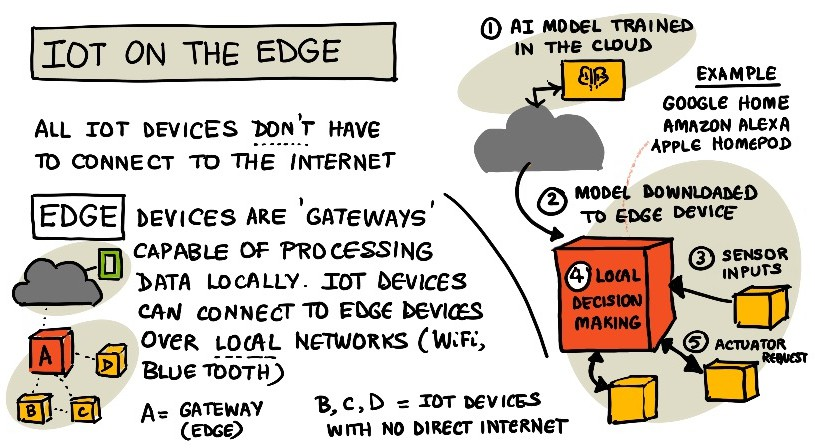 IOT ON THE EDGE
ALL IOT DEVICES DON'T HAVE
TO CONNECT TO THE INTERNET
EDGE DEVICES ARE 'GATEWAYS'
CAPABLE OF PROCESSING
DATA LOCALLY. IOT DEVICES
CAN CONNECT TO EDGE DEVICES
OVER LOCAL NETWORKS (WiFi,
BLUETOOTH)
A
B
C
D
A = GATEWAY
(EDGE)
B, C, D = IOT DEVICES
WITH NO DIRECT INTERNET
① AI MODEL TRAINED
IN THE CLOUD
EXAMPLE
GOOGLE HOME
AMAZON ALEXA
APPLE HOMEPOD
② MODEL DOWNLOADED
TO EDGE DEVICE
③ SENSOR
INPUTS
④ LOCAL
DECISION
MAKING
⑤ ACTUATOR
REQUEST